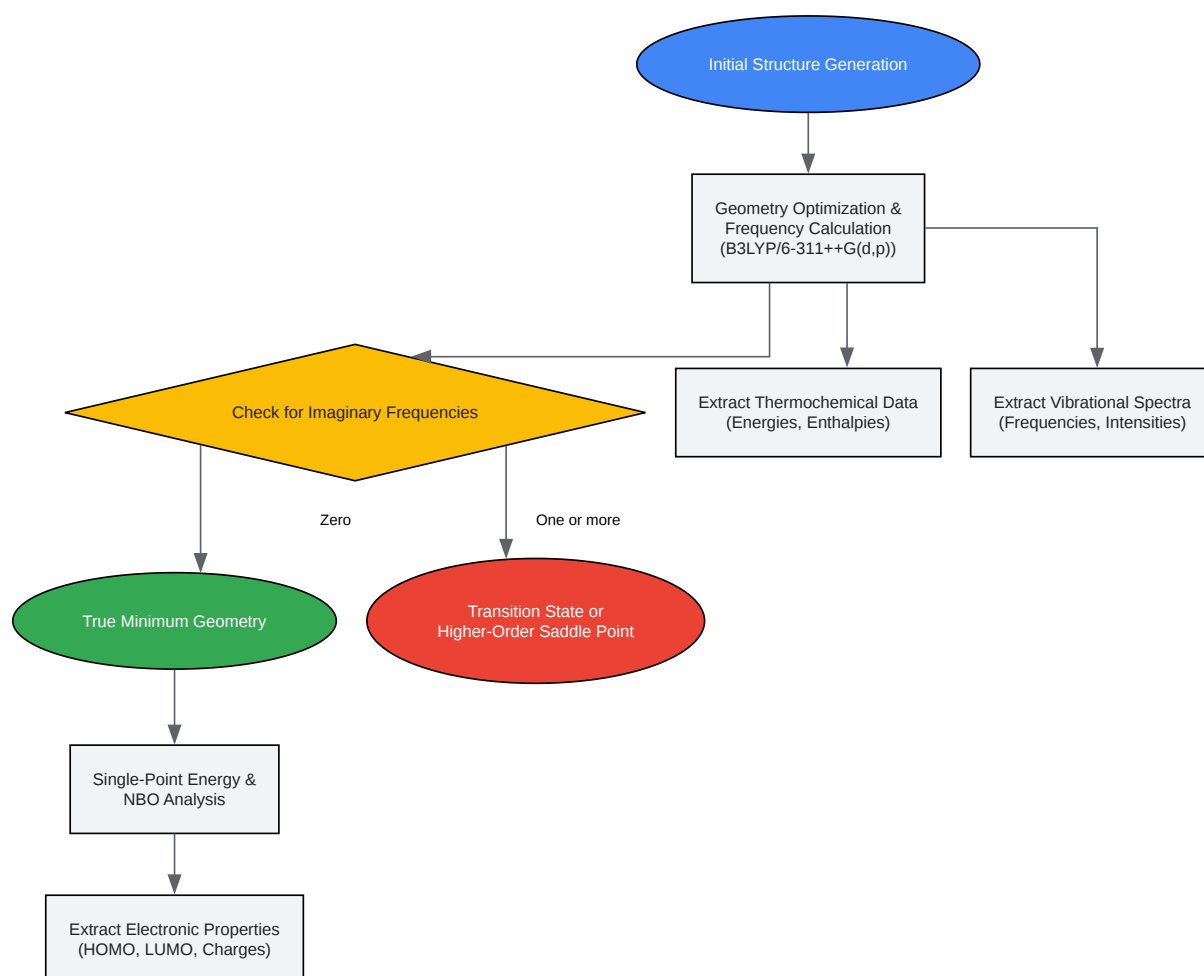 Initial Structure Generation
Geometry Optimization &
Frequency Calculation
(B3LYP/6-311++G(d,p))
Check for Imaginary Frequencies
Extract Thermochemical Data
(Energies, Enthalpies)
Extract Vibrational Spectra
(Frequencies, Intensities)
Zero
One or more
True Minimum Geometry
Transition State or
Higher-Order Saddle Point
Single-Point Energy &
NBO Analysis
Extract Electronic Properties
(HOMO, LUMO, Charges)